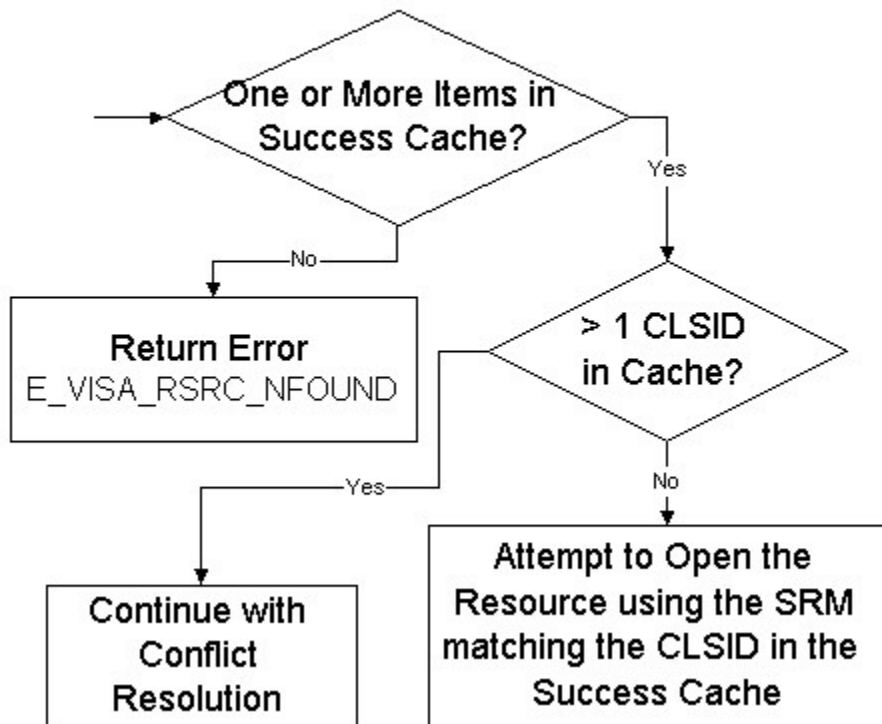 One or More Items in
Success Cache?
Yes
No
Return Error
E_VISA_RSRC_NFOUND
> 1 CLSID
in Cache?
Yes
No
Continue with
Conflict
Resolution
Attempt to Open the
Resource using the SRM
matching the CLSID in the
Success Cache